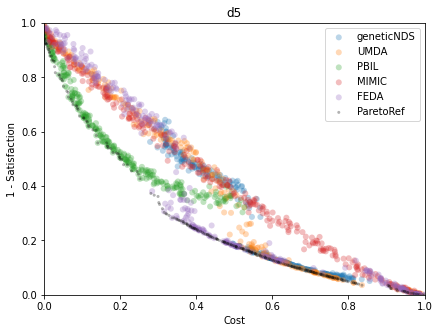 d5
1.0
0.8
0.6
0.4
0.2
0.0
1 - Satisfaction
geneticNDS
UMDA
PBIL
MIMIC
FEDA
ParetoRef
0.0 0.2 0.4 0.6 0.8 1.0
Cost